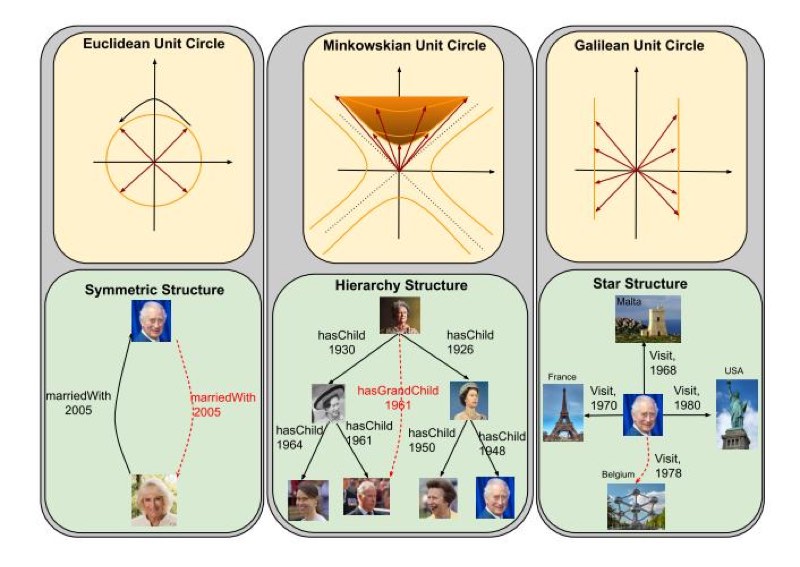 Euclidean Unit Circle
Minkowskian Unit Circle
Galilean Unit Circle
Symmetric Structure
marriedWith
2005
marriedWith
2005
Hierarchy Structure
hasChild
1930
hasChild
1926
hasGrandChild
1961
hasChild
1964
hasChild
1961
hasChild
1950
hasChild
1948
Star Structure
Malta
Visit,
1968
France
Visit,
1970
Visit,
1980
USA
Visit,
1978
Belgium